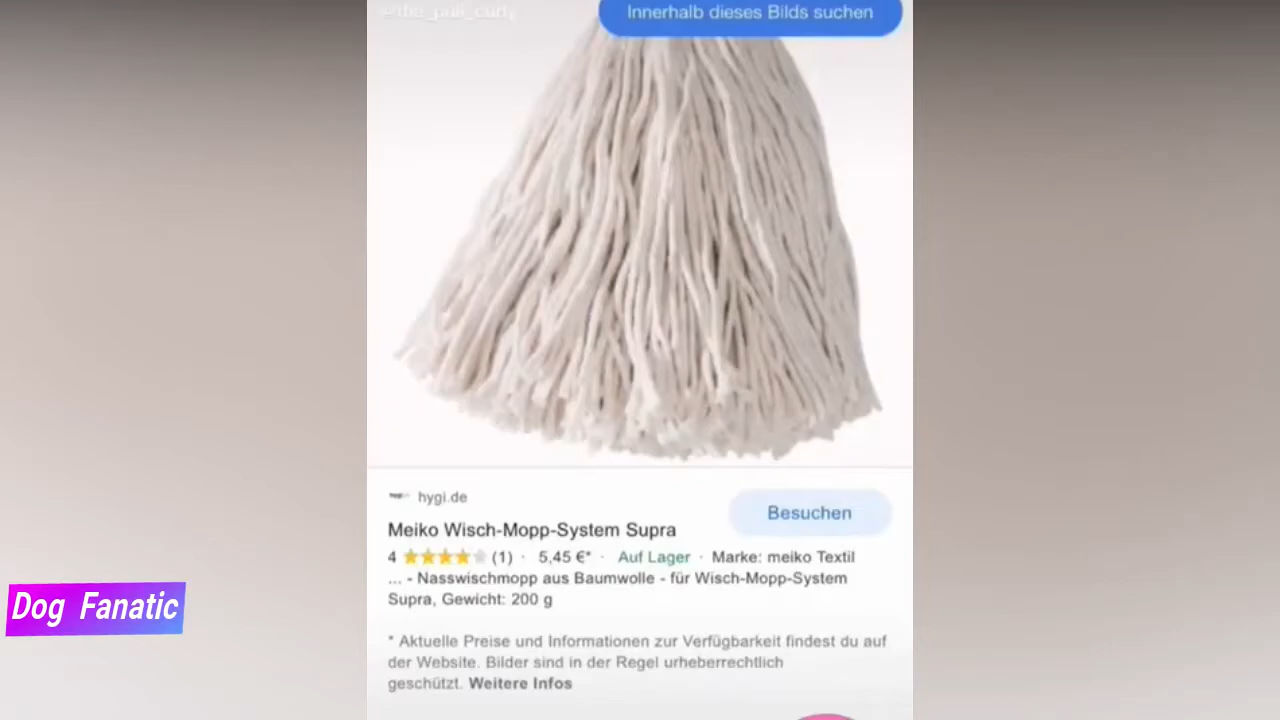 Innerhalb dieses Bilds suchen
hygi.de
Meiko Wisch-Mopp-System Supra
Besuchen
4 (1) · 5,45 €* · Auf Lager · Marke: meiko Textil
... - Nasswischmopp aus Baumwolle - für Wisch-Mopp-System
Supra, Gewicht: 200 g
* Aktuelle Preise und Informationen zur Verfügbarkeit findest du auf
der Website. Bilder sind in der Regel urheberrechtlich
geschützt. Weitere Infos
Dog Fanatic